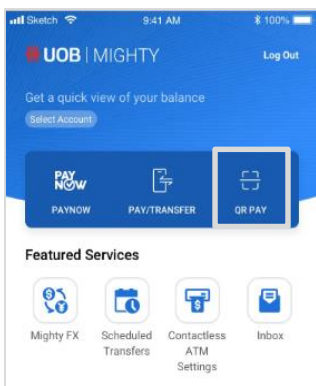 Sketch 9:41 AM 100%
UOB | MIGHTY Log Out
Get a quick view of your balance
Select Account
PAY
NOW
PAYNOW PAY/TRANSFER QR PAY
Featured Services
Mighty FX Scheduled Contactless Inbox
Transfers ATM
Settings